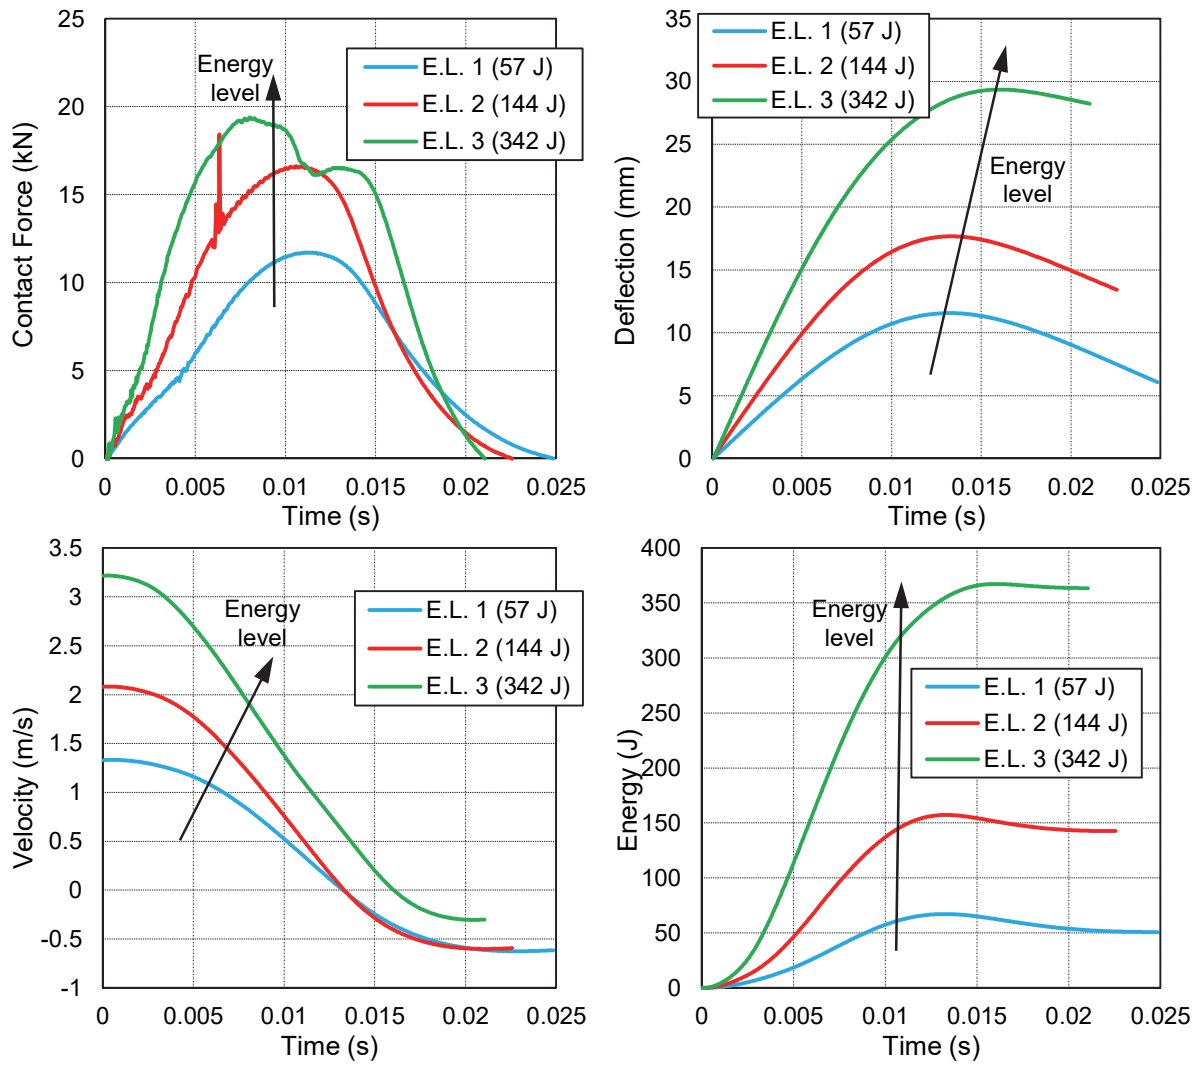 25
20
15
10
5
0
Contact Force (kN)
Energy
level
E.L. 1 (57 J)
E.L. 2 (144 J)
E.L. 3 (342 J)
0 0.005 0.01 0.015 0.02 0.025
Time (s)
35
30
25
20
15
10
5
0
Deflection (mm)
E.L. 1 (57 J)
E.L. 2 (144 J)
E.L. 3 (342 J)
Energy
level
0 0.005 0.01 0.015 0.02 0.025
Time (s)
3.5
3
2.5
2
1.5
1
0.5
0
-0.5
-1
Velocity (m/s)
Energy
level
E.L. 1 (57 J)
E.L. 2 (144 J)
E.L. 3 (342 J)
0 0.005 0.01 0.015 0.02 0.025
Time (s)
400
350
300
250
200
150
100
50
0
Energy (J)
Energy
level
E.L. 1 (57 J)
E.L. 2 (144 J)
E.L. 3 (342 J)
0 0.005 0.01 0.015 0.02 0.025
Time (s)